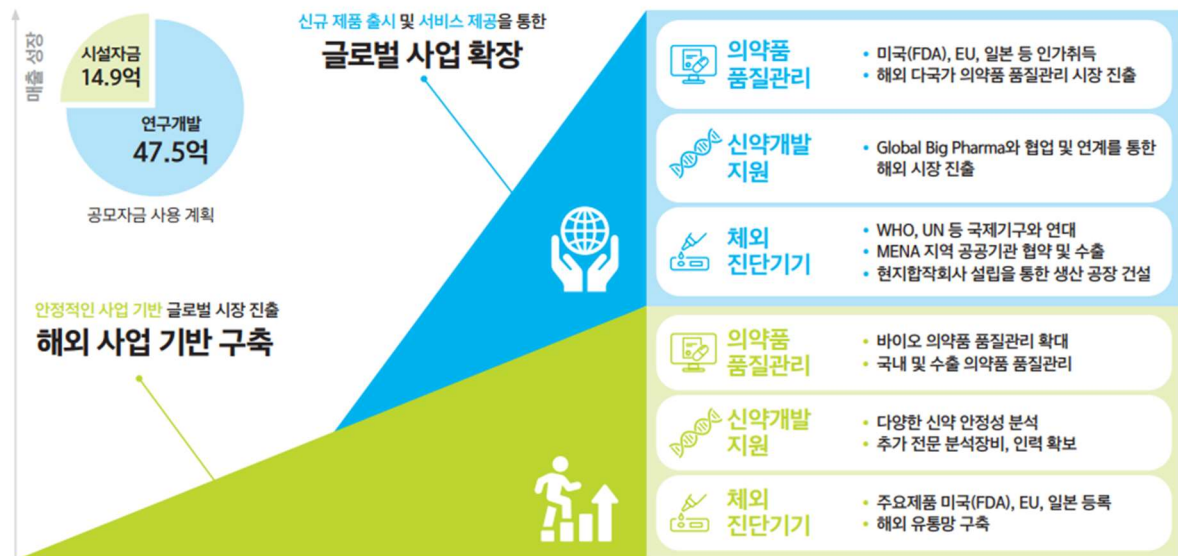 매출 성장
시설자금
14.9억
연구개발
47.5억
공모자금 사용 계획
신규 제품 출시 및 서비스 제공을 통한
글로벌 사업 확장
안정적인 사업 기반 글로벌 시장 진출
해외 사업 기반 구축
의약품
품질관리
• 미국(FDA), EU, 일본 등 인가취득
• 해외 다국가 의약품 품질관리 시장 진출
신약개발
지원
• Global Big Pharma와 협업 및 연계를 통한
해외 시장 진출
체외
진단기기
• WHO, UN 등 국제기구와 연대
• MENA 지역 공공기관 협약 및 수출
• 현지합작회사 설립을 통한 생산 공장 건설
의약품
품질관리
• 바이오 의약품 품질관리 확대
• 국내 및 수출 의약품 품질관리
신약개발
지원
• 다양한 신약 안정성 분석
• 추가 전문 분석장비, 인력 확보
체외
진단기기
• 주요제품 미국(FDA), EU, 일본 등록
• 해외 유통망 구축